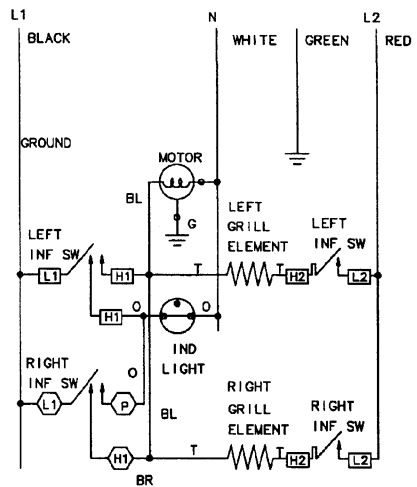 L1 N L2
BLACK WHITE GREEN RED
GROUND
MOTOR
BL
G
LEFT
INF SW
LEFT
GRILL
ELEMENT
LEFT
INF SW
L1 H1 T H2 L2
H1 O O
IND
LIGHT
RIGHT
INF SW
O
RIGHT
GRILL
ELEMENT
RIGHT
INF SW
L1 P
BL
H1 T T H2 L2
BR